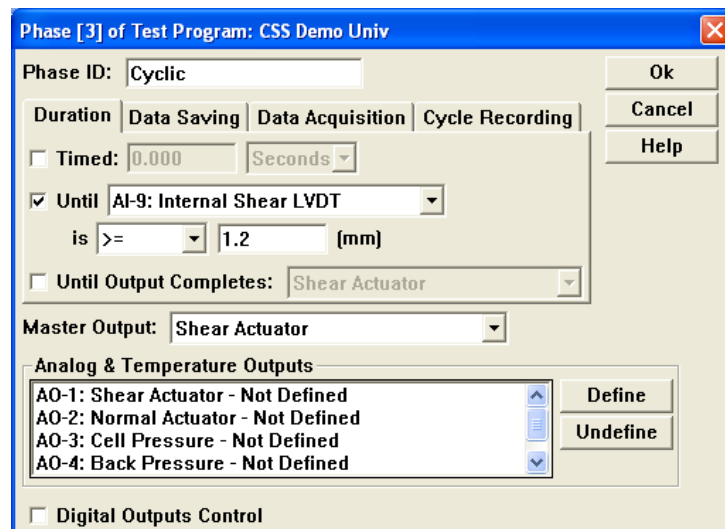 Phase [3] of Test Program: CSS Demo Univ
Phase ID: Cyclic
Ok
Cancel
Help
Duration Data Saving Data Acquisition Cycle Recording
Timed: 0.000 Seconds
Until AI-9: Internal Shear LVDT
is >= 1.2 (mm)
Until Output Completes: Shear Actuator
Master Output: Shear Actuator
Analog & Temperature Outputs
AO-1: Shear Actuator - Not Defined
AO-2: Normal Actuator - Not Defined
AO-3: Cell Pressure - Not Defined
AO-4: Back Pressure - Not Defined
Define
Undefine
Digital Outputs Control